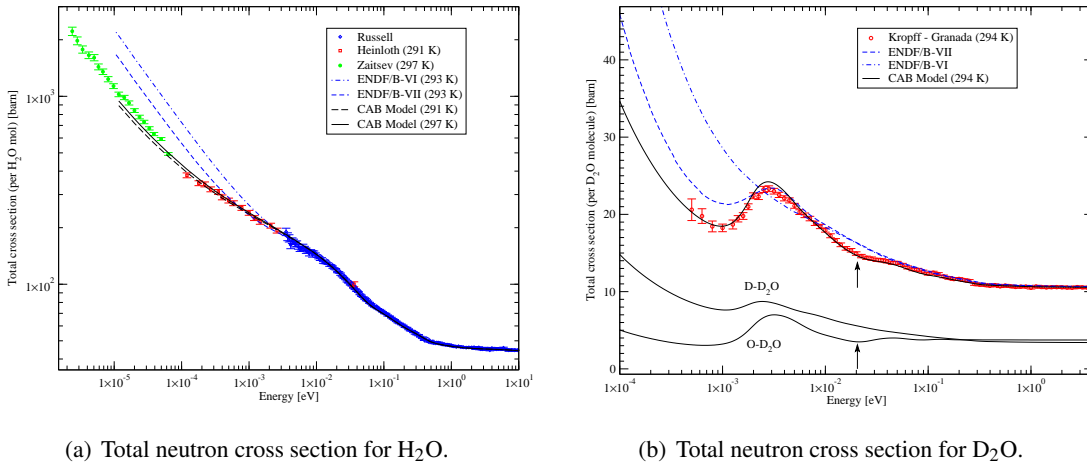 Total cross section (per H2O mol) [barn]
1×10^3
1×10^2
Russell
Heinloth (291 K)
Zaitsev (297 K)
ENDF/B-VI (293 K)
ENDF/B-VII (293 K)
CAB Model (291 K)
CAB Model (297 K)
1×10^-5
1×10^-4
1×10^-3
1×10^-2
1×10^-1
1×10^0
1×10^1
Energy [eV]
(a) Total neutron cross section for H2O.
Total cross section (per D2O molecule) [barn]
40
30
20
10
0
Kropff - Granada (294 K)
ENDF/B-VII
ENDF/B-VI
CAB Model (294 K)
D-D2O
O-D2O
1×10^-4
1×10^-3
1×10^-2
1×10^-1
1×10^0
Energy [eV]
(b) Total neutron cross section for D2O.